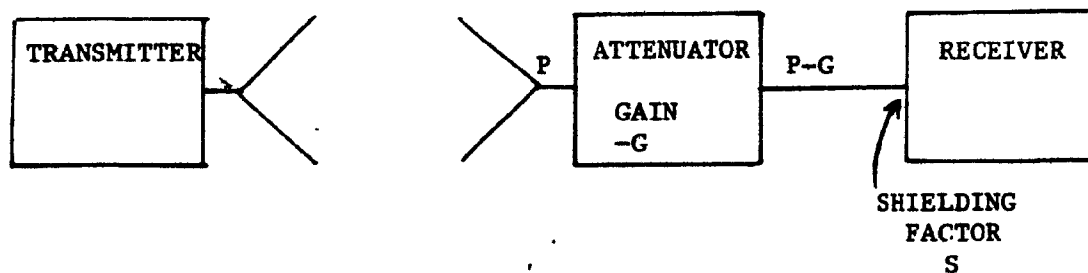 TRANSMITTER
P
ATTENUATOR
GAIN
-G
P-G
RECEIVER
SHIELDING
FACTOR
S